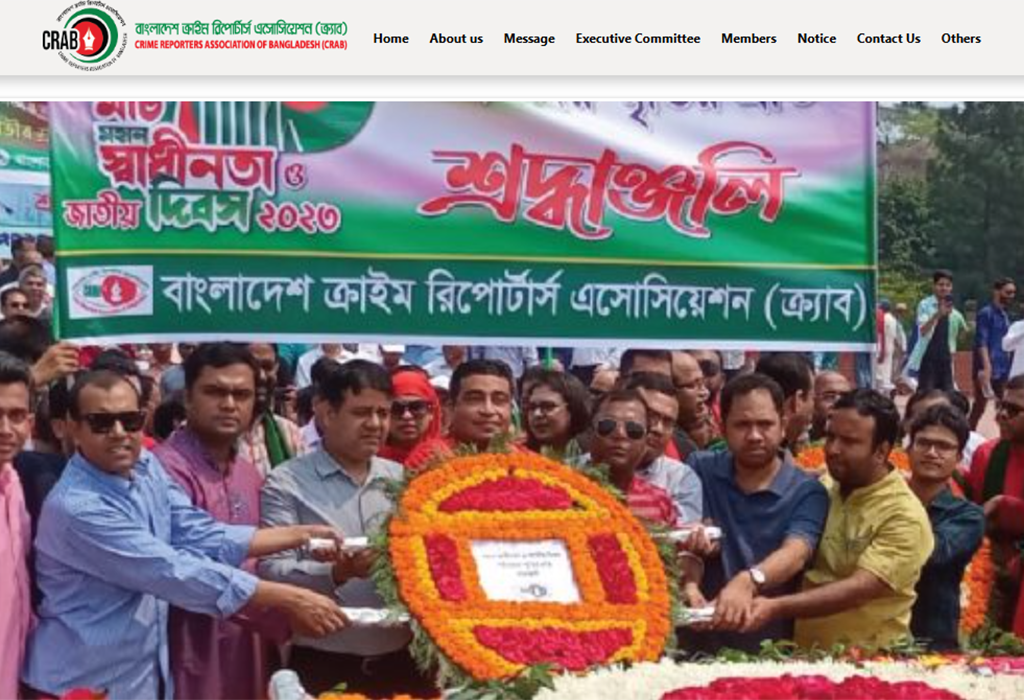 বাংলাদেশ ক্রাইম রিপোর্টার্স এসোসিয়েশন (ক্র্যাব)
CRAB
CRIME REPORTERS ASSOCIATION OF BANGLADESH (CRAB)
Home About us Message Executive Committee Members Notice Contact Us Others
মহান
স্বাধীনতা ও
জাতীয় দিবস ২০২৩
শ্রদ্ধাঞ্জলি
বাংলাদেশ ক্রাইম রিপোর্টার্স এসোসিয়েশন (ক্র্যাব)